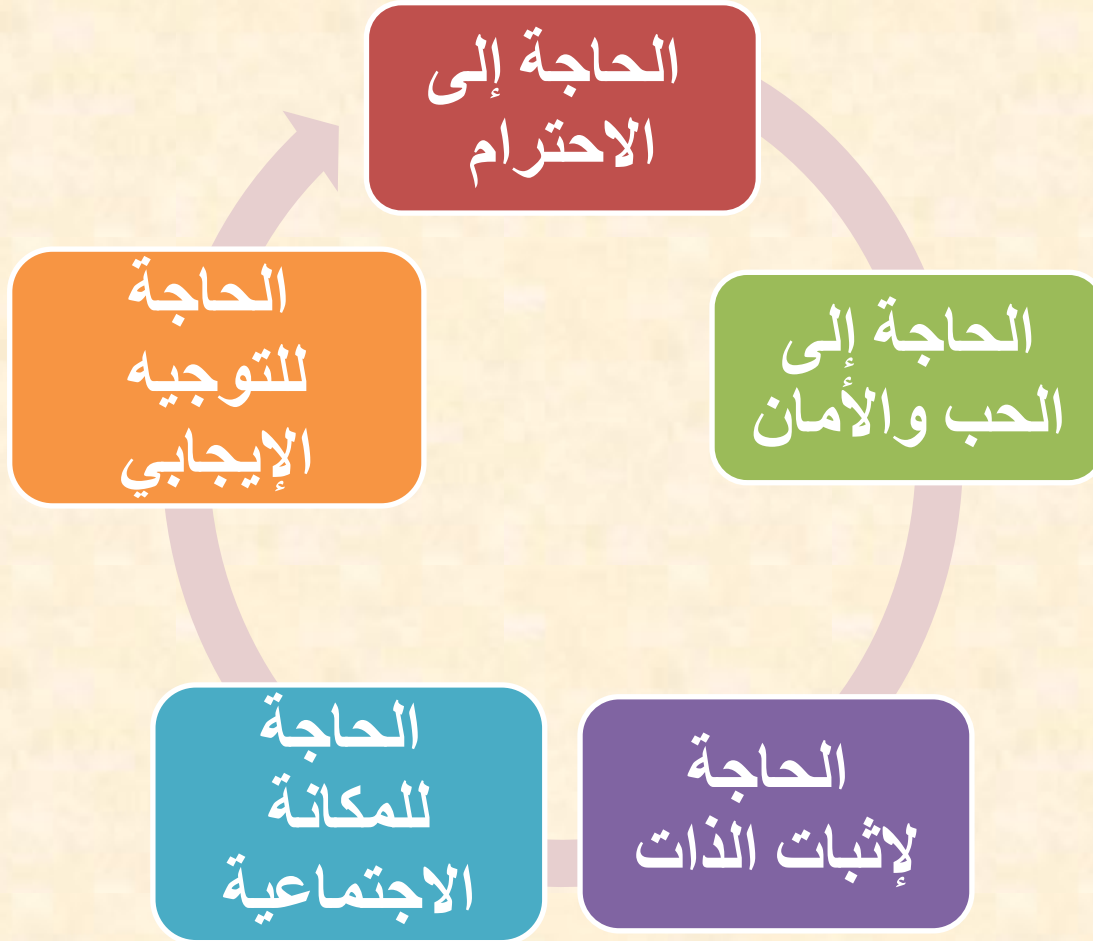 الحاجة إلى
الاحترام
الحاجة إلى
الحب والأمان
الحاجة
لإثبات الذات
الحاجة
للمكانة
الاجتماعية
الحاجة
للتوجيه
الإيجابي